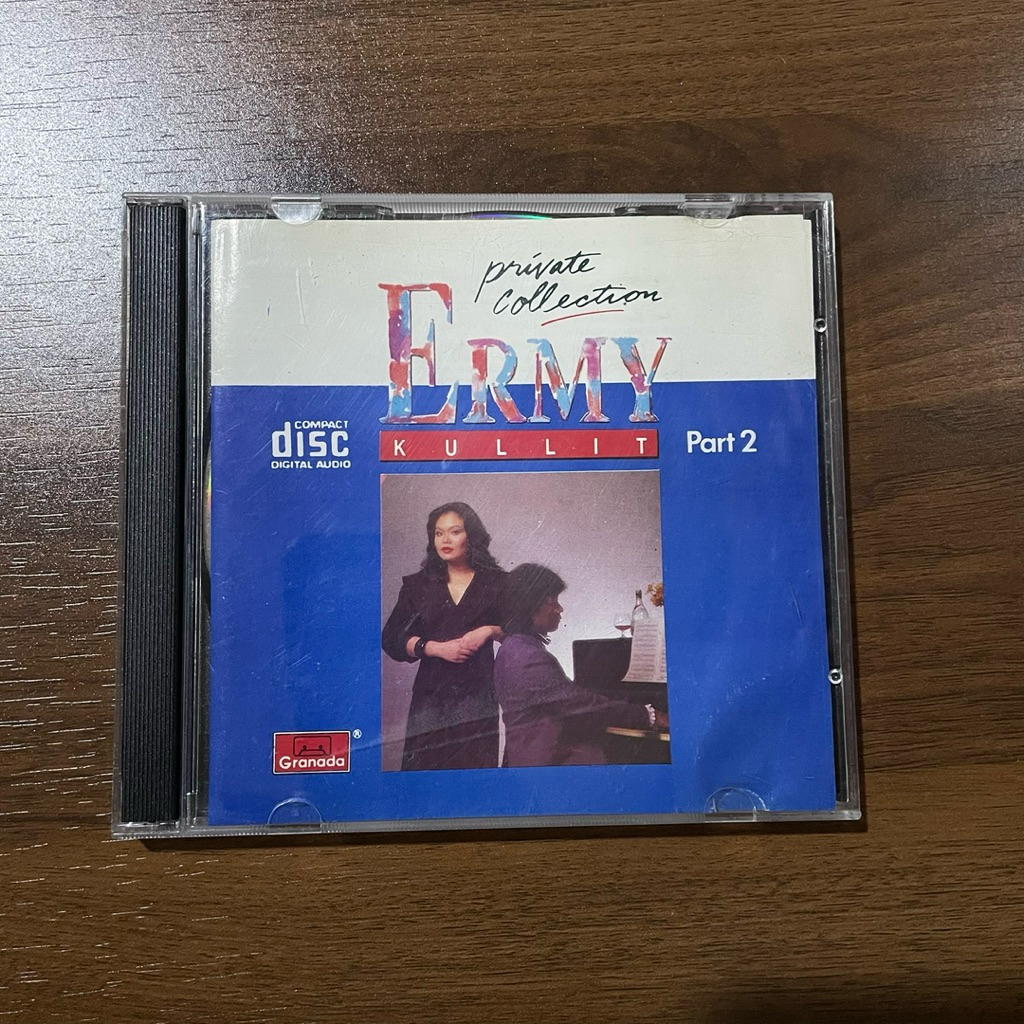 private
collection
ERMY
KULLIT
Part 2
COMPACT
disc
DIGITAL AUDIO
Granada
®